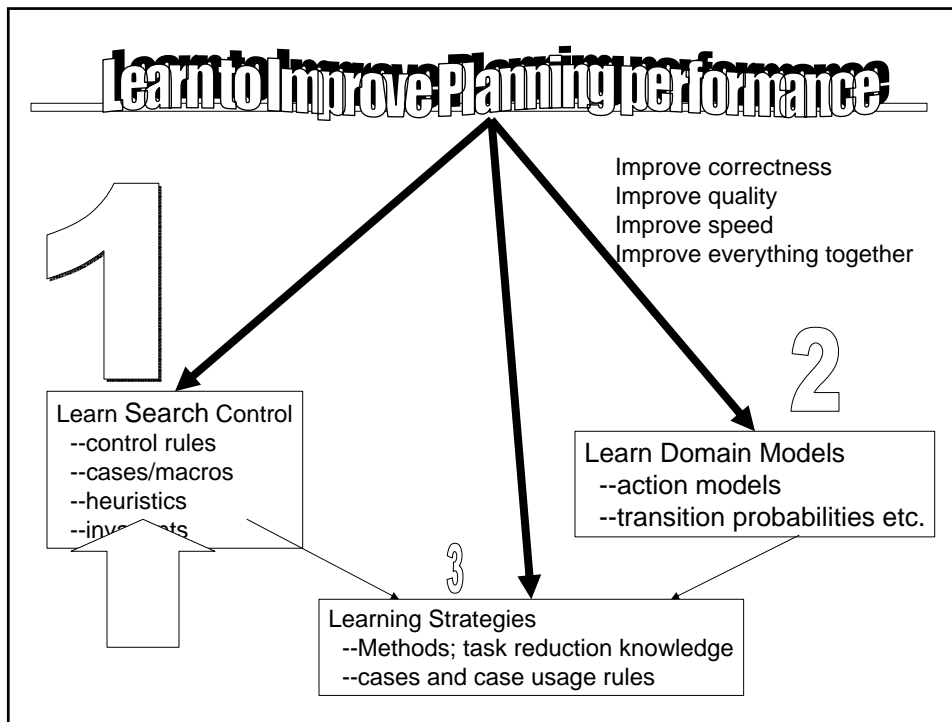 Learn to Improve Planning performance
Improve correctness
Improve quality
Improve speed
Improve everything together
1
2
Learn Search Control
--control rules
--cases/macros
--heuristics
Learn Domain Models
--action models
--transition probabilities etc.
3
Learning Strategies
--Methods; task reduction knowledge
--cases and case usage rules